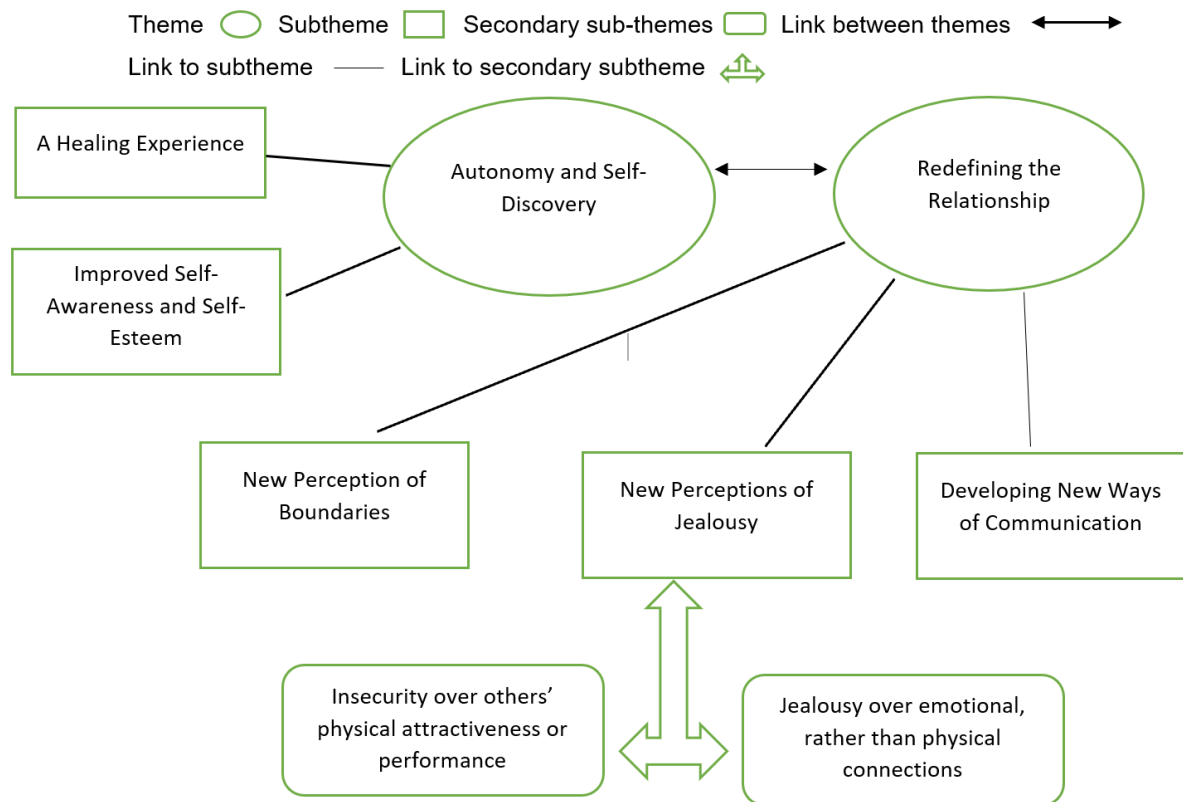 Theme Subtheme Secondary sub-themes Link between themes
Link to subtheme Link to secondary subtheme
A Healing Experience
Autonomy and Self-
Discovery
Redefining the
Relationship
Improved Self-
Awareness and Self-
Esteem
New Perception of
Boundaries
New Perceptions of
Jealousy
Developing New Ways
of Communication
Insecurity over others’
physical attractiveness or
performance
Jealousy over emotional,
rather than physical
connections